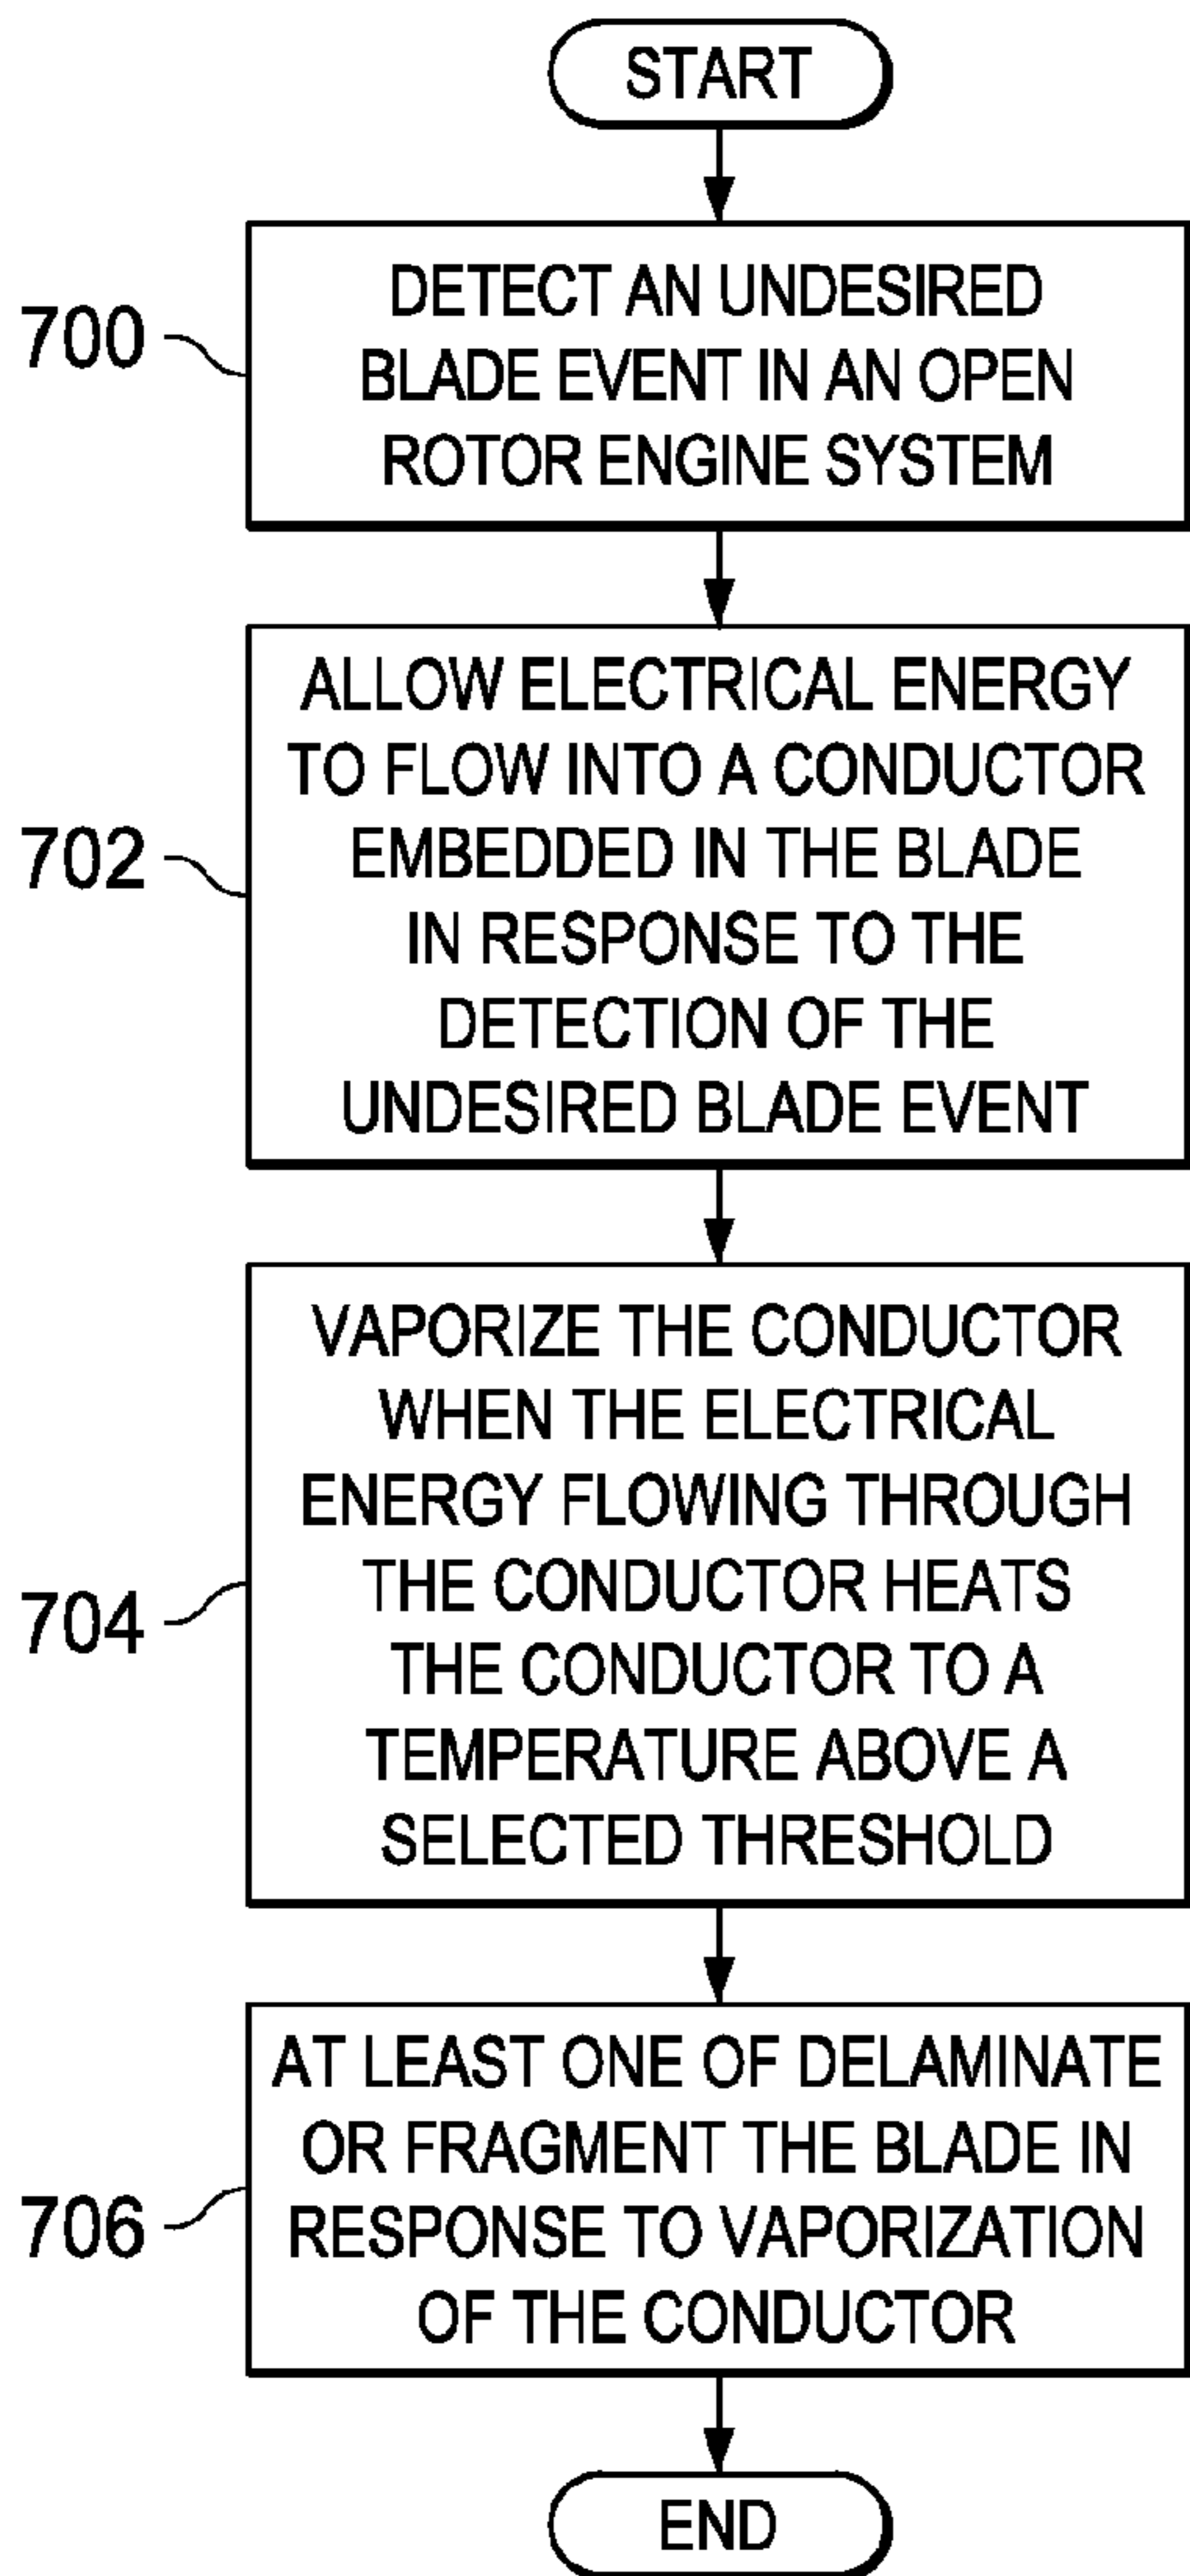 START
700
DETECT AN UNDESIRED
BLADE EVENT IN AN OPEN
ROTOR ENGINE SYSTEM
702
ALLOW ELECTRICAL ENERGY
TO FLOW INTO A CONDUCTOR
EMBEDDED IN THE BLADE
IN RESPONSE TO THE
DETECTION OF THE
UNDESIRED BLADE EVENT
704
VAPORIZE THE CONDUCTOR
WHEN THE ELECTRICAL
ENERGY FLOWING THROUGH
THE CONDUCTOR HEATS
THE CONDUCTOR TO A
TEMPERATURE ABOVE A
SELECTED THRESHOLD
706
AT LEAST ONE OF DELAMINATE
OR FRAGMENT THE BLADE IN
RESPONSE TO VAPORIZATION
OF THE CONDUCTOR
END